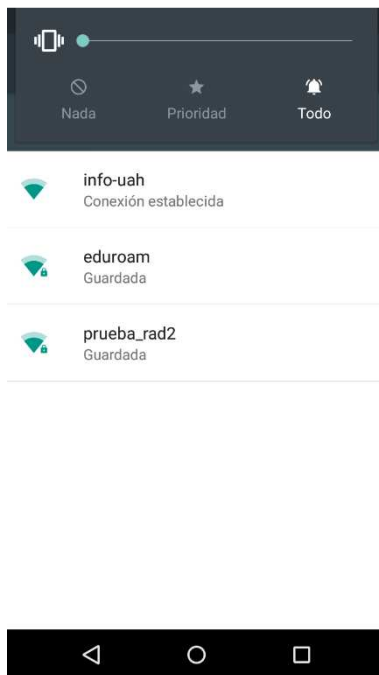 Nada
Prioridad
Todo
info-uah
Conexión establecida
eduroam
Guardada
prueba_rad2
Guardada